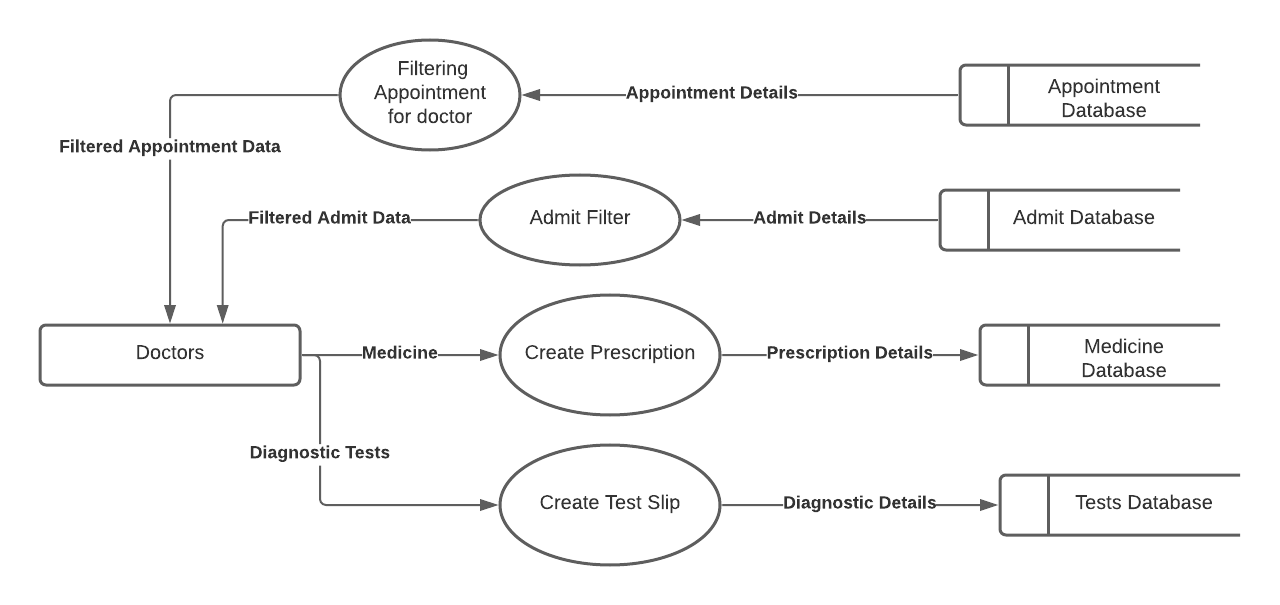 Filtering
Appointment
for doctor
Appointment Details
Appointment
Database
Filtered Appointment Data
Filtered Admit Data
Admit Filter
Admit Details
Admit Database
Doctors
Medicine
Create Prescription
Prescription Details
Medicine
Database
Diagnostic Tests
Create Test Slip
Diagnostic Details
Tests Database